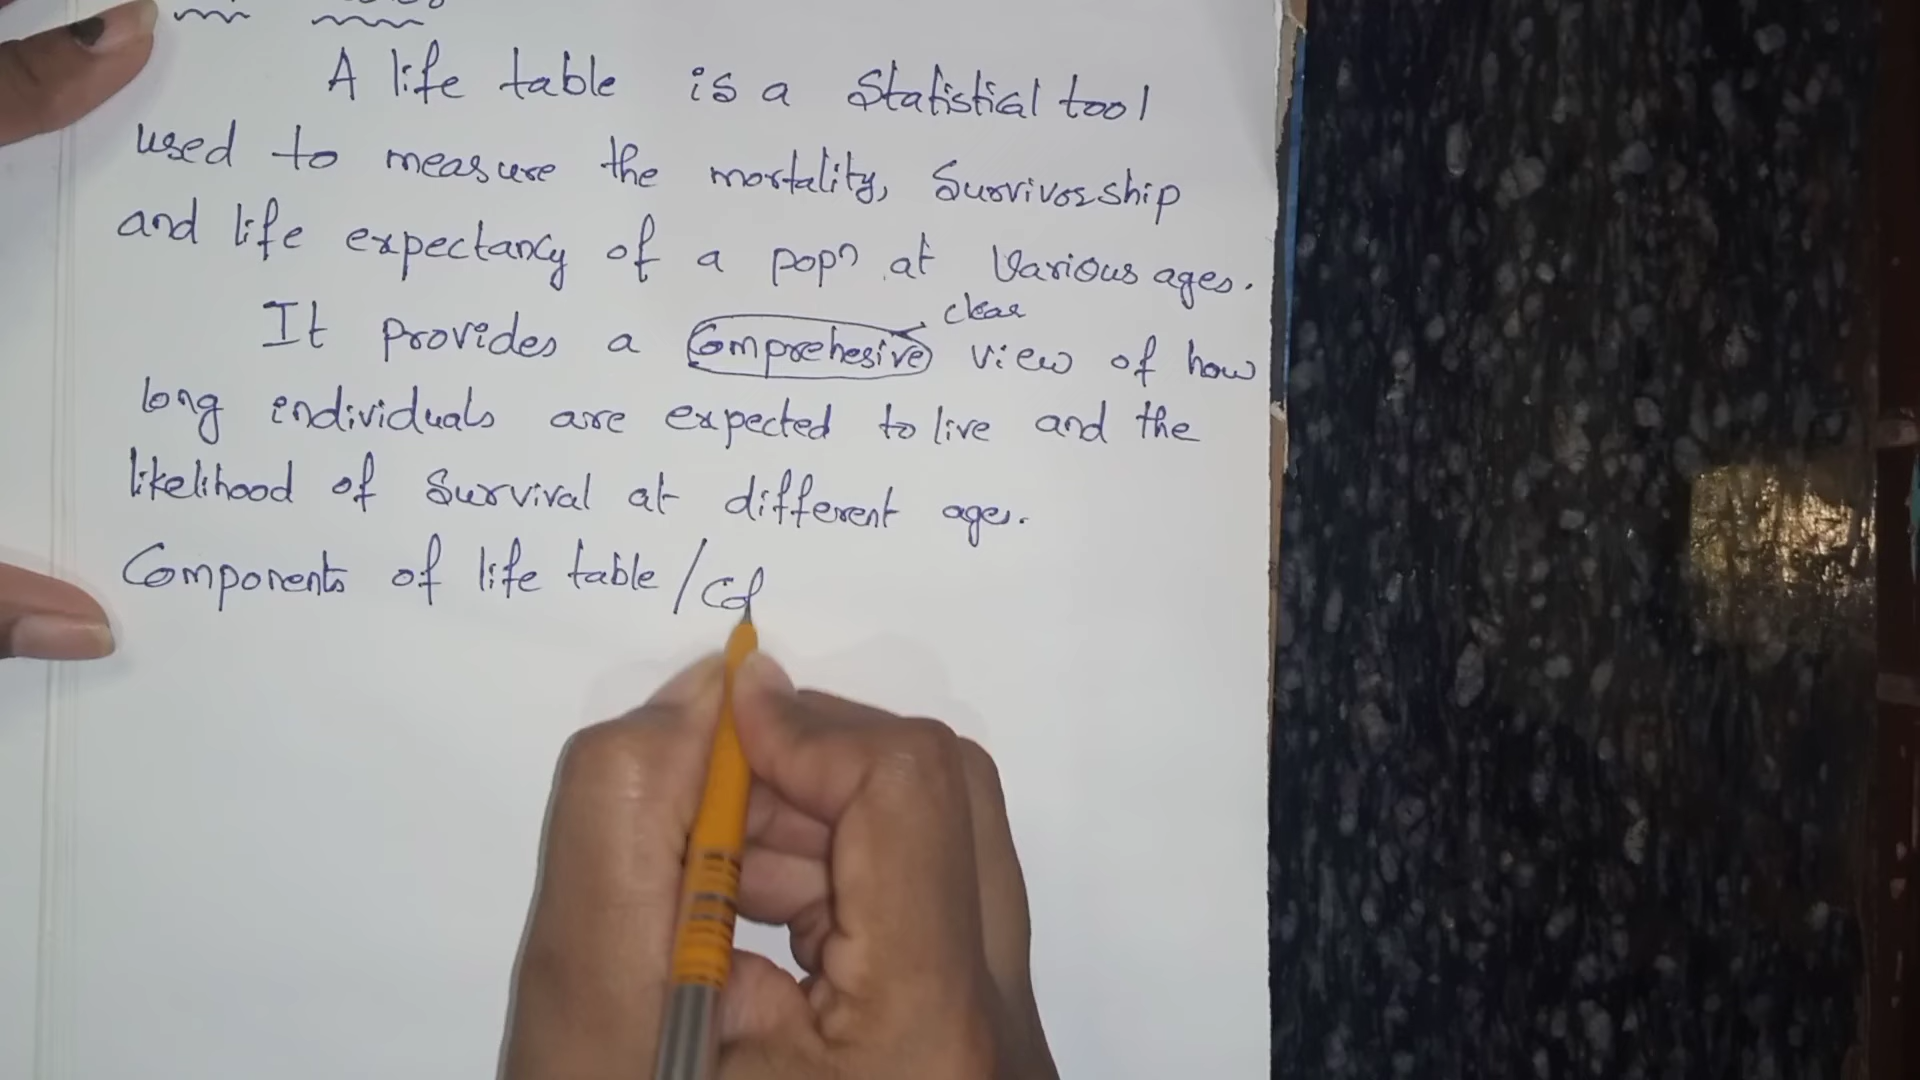 A life table is a Statistical tool
used to measure the mortality, Survivorship
and life expectancy of a popn at Various ages.
clear
It provides a Comprehesive view of how
long individuals are expected to live and the
likelihood of Survival at different ages.
Components of life table / Col